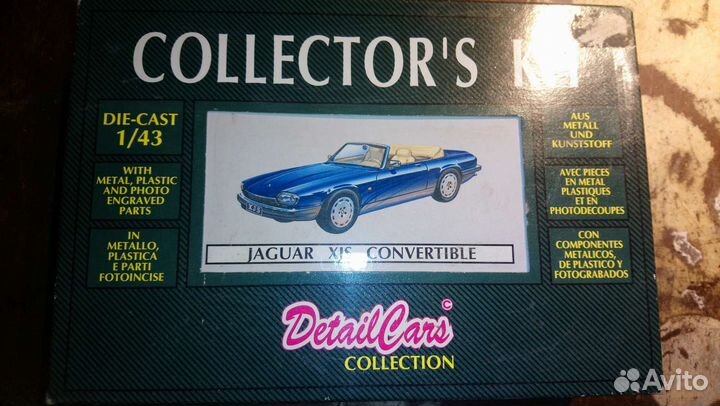 COLLECTOR'S
DIE-CAST
1/43
WITH
METAL, PLASTIC
AND PHOTO
ENGRAVED
PARTS
IN
METALLO,
PLASTICA
E PARTI
FOTOINCISE
JAGUAR XJS CONVERTIBLE
AUS
METALL
UND
KUNSTSTOFF
AVEC PIECES
EN METAL
PLASTIQUES
ET EN
PHOTODECOUPES
CON
COMPONENTES
METALICOS,
DE PLASTICO Y
FOTOGRABADOS
DetailCars ©
COLLECTION
Avito